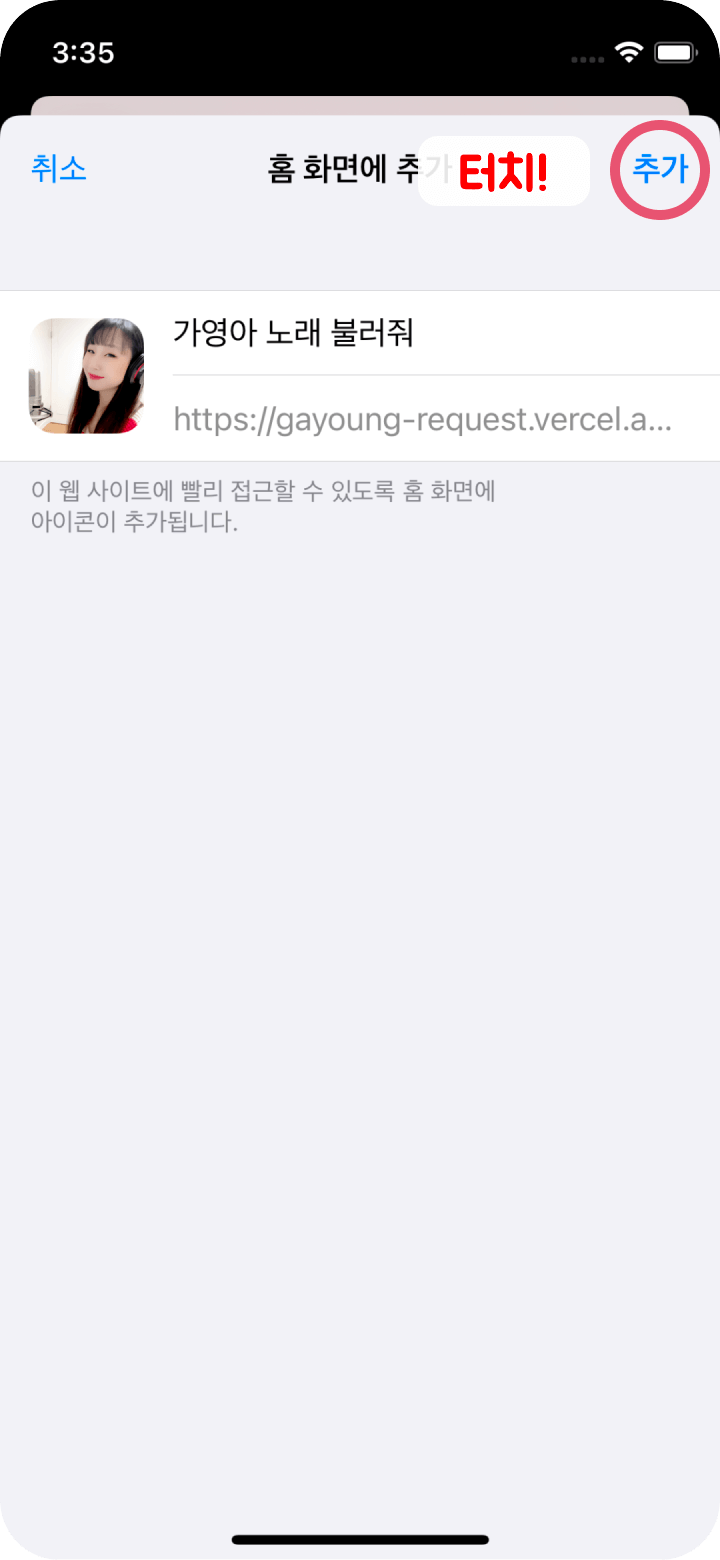 3:35
취소 홈 화면에 추가 터치! 추가
가영아 노래 불러줘
https://gayoung-request.vercel.a...
이 웹 사이트에 빨리 접근할 수 있도록 홈 화면에
아이콘이 추가됩니다.